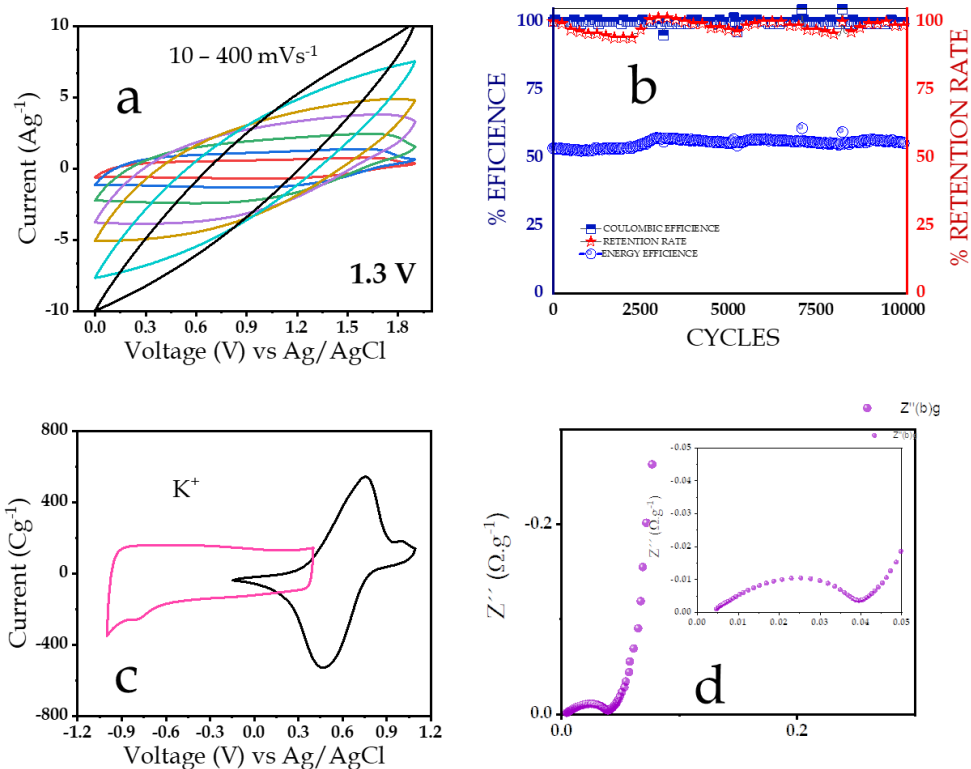 10
5
0
-5
-10
Current (Ag⁻¹)
10 – 400 mVs⁻¹
a
1.3 V
0.0 0.3 0.6 0.9 1.2 1.5 1.8
Voltage (V) vs Ag/AgCl
100
75
50
25
0
% EFICIENCE
b
COULOMBIC EFFICIENCE
RETENTION RATE
ENERGY EFFICIENCE
100
75
50
25
0
% RETENTION RATE
0 2500 5000 7500 10000
CYCLES
800
400
0
-400
-800
Current (Cg⁻¹)
K⁺
c
-1.2 -0.9 -0.6 -0.3 0.0 0.3 0.6 0.9 1.2
Voltage (V) vs Ag/AgCl
Z"(b)g
Z"(b)g
-0.2
0.0
Z´´ (Ω.g⁻¹)
-0.05
-0.04
-0.03
-0.02
-0.01
0.00
Z´´ (Ω.g⁻¹)
0.00 0.01 0.02 0.03 0.04 0.05
d
0.0 0.2